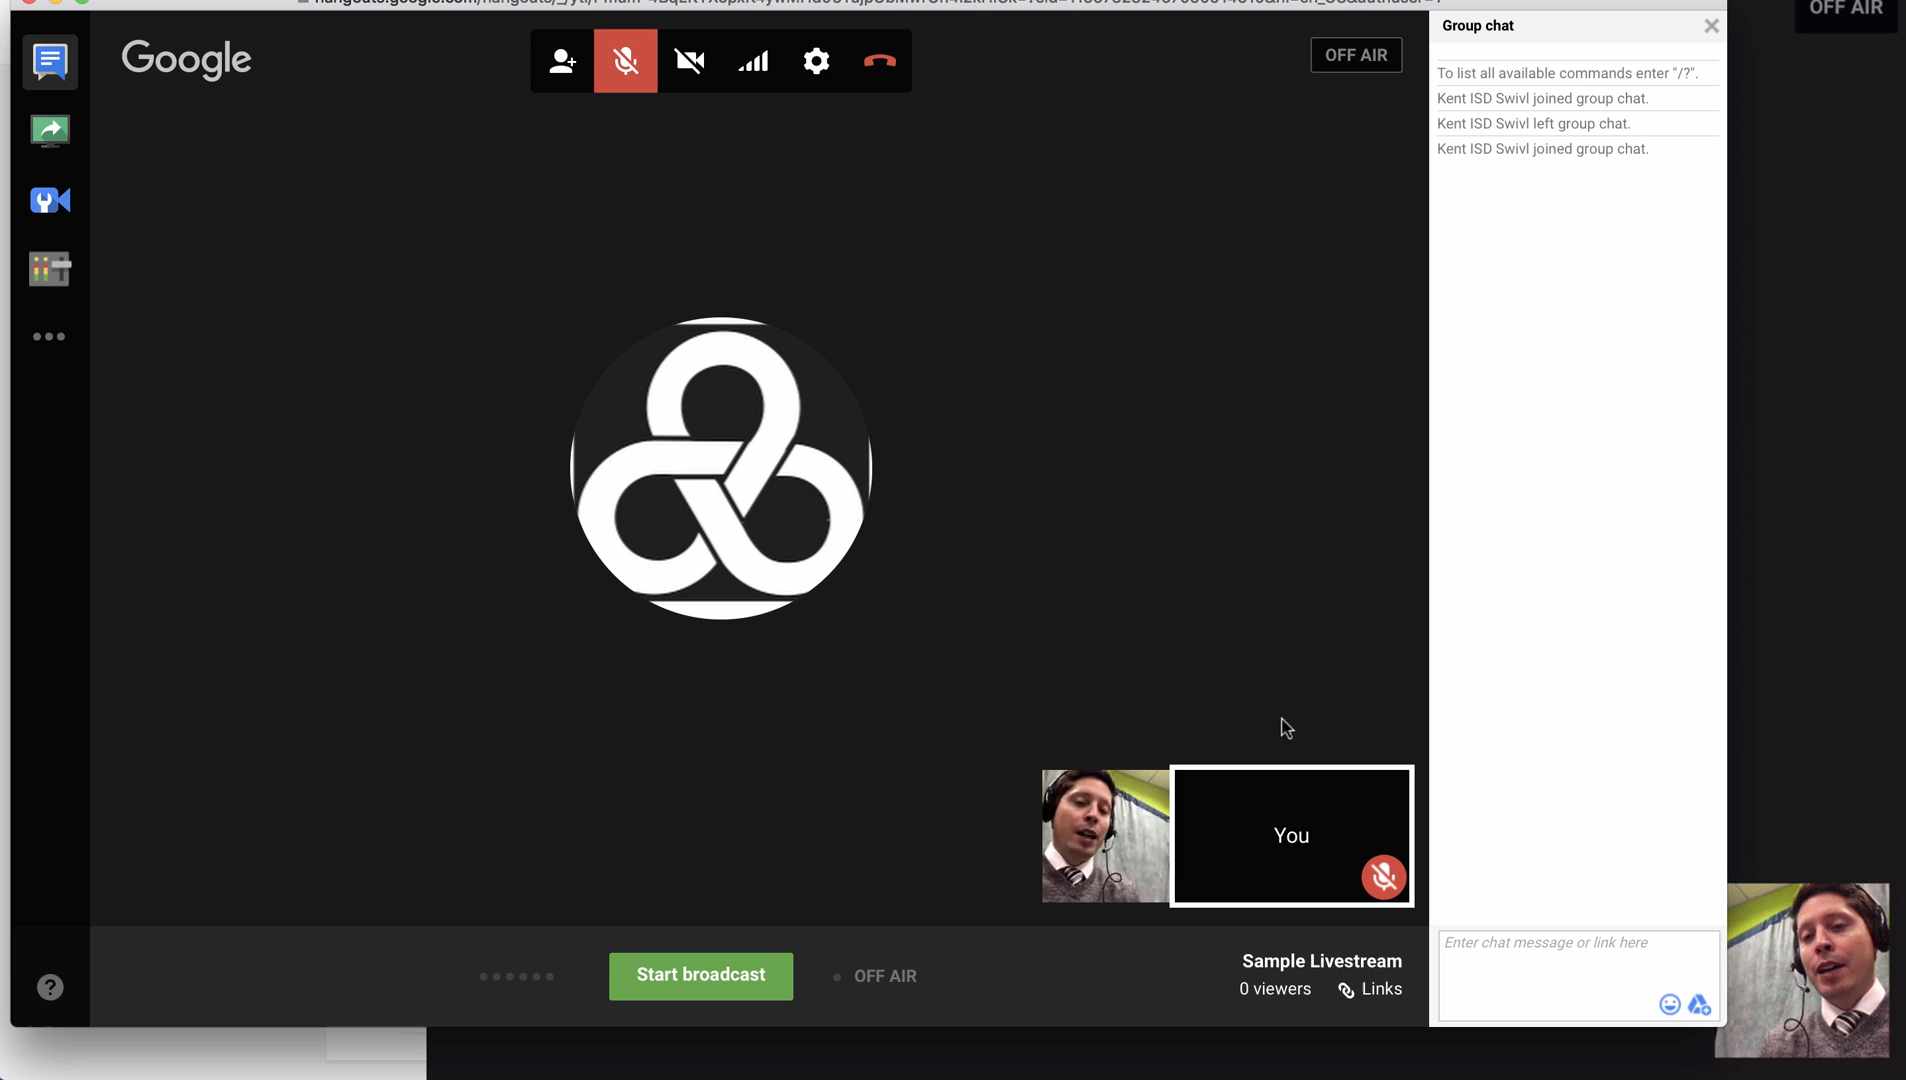 OFF AIR
Google
OFF AIR
Group chat
To list all available commands enter "/?".
Kent ISD Swivl joined group chat.
Kent ISD Swivl left group chat.
Kent ISD Swivl joined group chat.
You
Start broadcast
OFF AIR
Sample Livestream
0 viewers Links
Enter chat message or link here
?